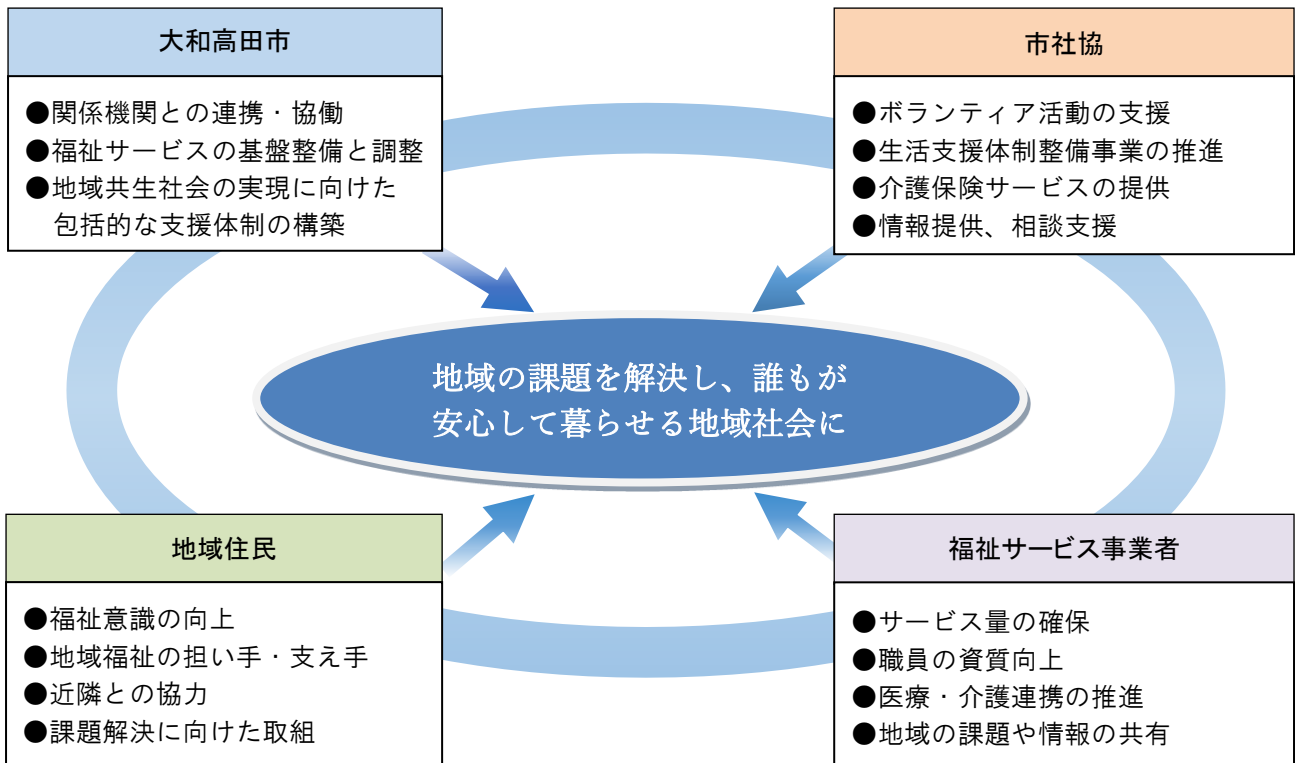 大和高田市
●関係機関との連携・協働
●福祉サービスの基盤整備と調整
●地域共生社会の実現に向けた
包括的な支援体制の構築
市社協
●ボランティア活動の支援
●生活支援体制整備事業の推進
●介護保険サービスの提供
●情報提供、相談支援
地域の課題を解決し、誰もが
安心して暮らせる地域社会に
地域住民
●福祉意識の向上
●地域福祉の担い手・支え手
●近隣との協力
●課題解決に向けた取組
福祉サービス事業者
●サービス量の確保
●職員の資質向上
●医療・介護連携の推進
●地域の課題や情報の共有